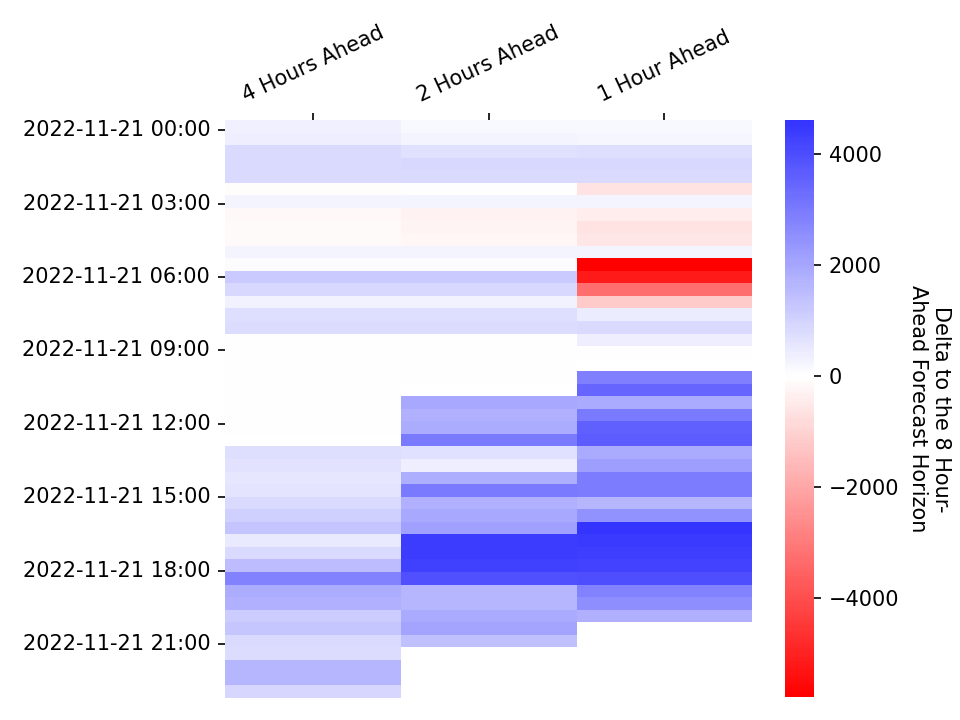 4 Hours Ahead
2 Hours Ahead
1 Hour Ahead
2022-11-21 00:00
2022-11-21 03:00
2022-11-21 06:00
2022-11-21 09:00
2022-11-21 12:00
2022-11-21 15:00
2022-11-21 18:00
2022-11-21 21:00
4000
2000
0
−2000
−4000
Delta to the 8 Hour-
Ahead Forecast Horizon